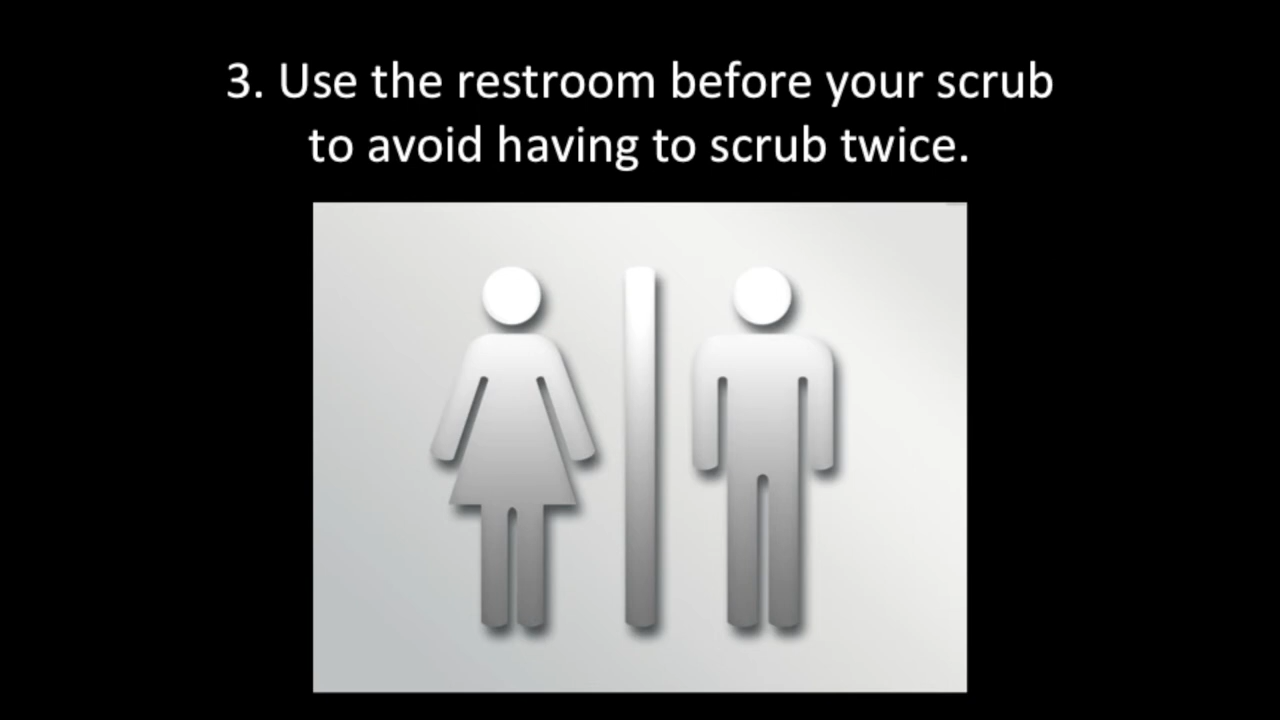 3. Use the restroom before your scrub
to avoid having to scrub twice.